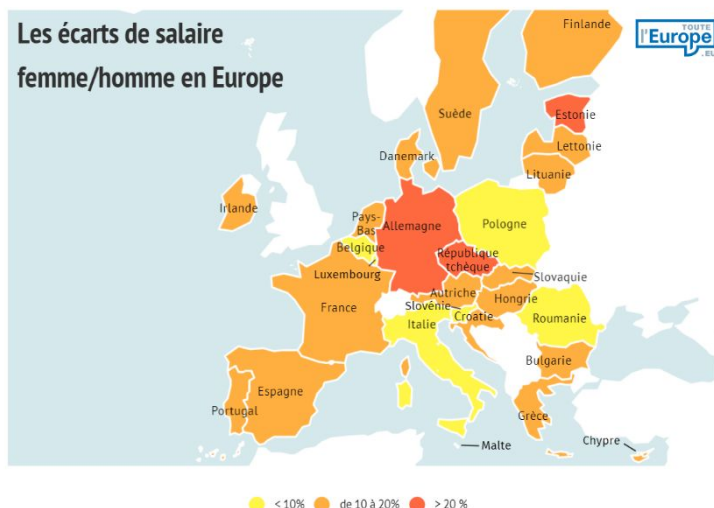 Les écarts de salaire
femme/homme en Europe
TOUTE
l'Europe
.EU
Finlande
Suède
Estonie
Lettonie
Danemark
Lituanie
Irlande
Pays-
Bas
Allemagne
Pologne
Belgique
République
tchèque
Luxembourg
Slovaquie
Autriche
France
Hongrie
Slovénie
Croatie
Roumanie
Italie
Bulgarie
Espagne
Portugal
Grèce
Chypre
Malte
< 10%
de 10 à 20%
> 20 %